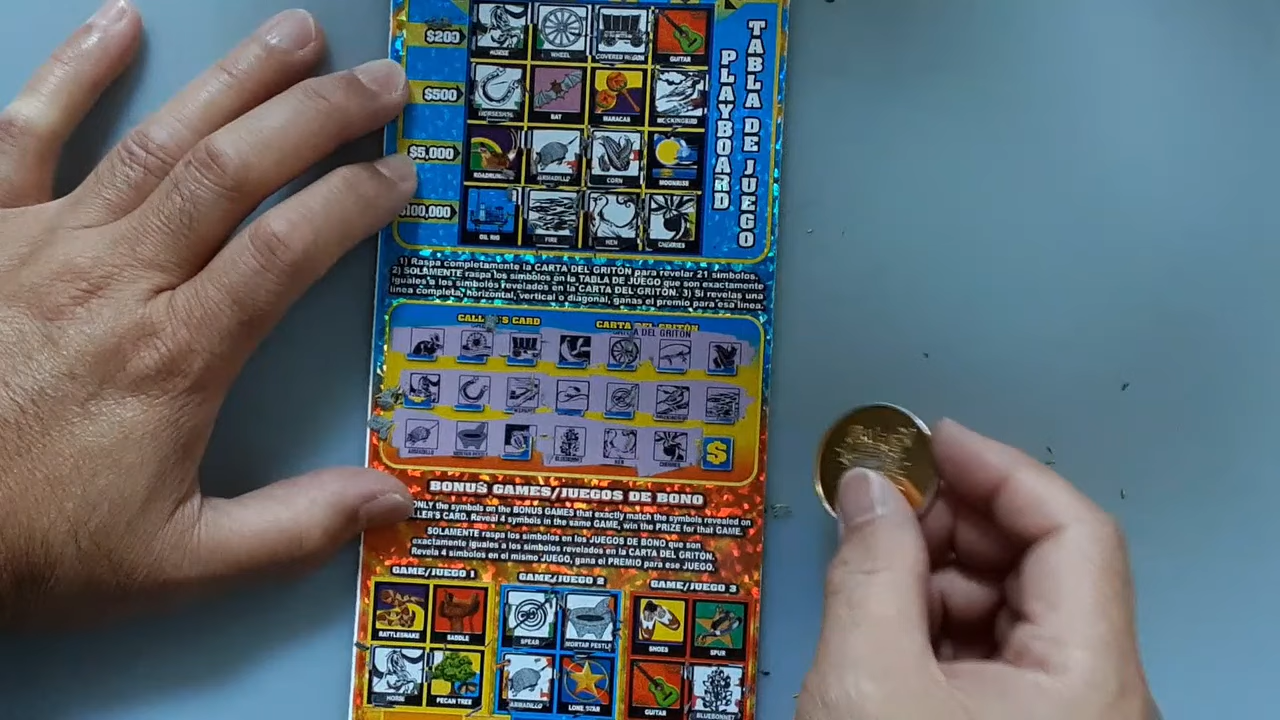 $200
HORSE WHEEL COVERED WAGON GUITAR
$500
HORSESHOE BAT MARACAS MOCKINGBIRD
$5,000
ROADRUNNER ARMADILLO CORN MOONRISE
$100,000
OIL RIG FIRE HEN CHERRIES
PLAYBOARD
TABLA DE JUEGO
1) Raspa completamente la CARTA DEL GRITÓN para revelar 21 símbolos.
2) SOLAMENTE raspa los símbolos en la TABLA DE JUEGO que son exactamente
iguales a los símbolos revelados en la CARTA DEL GRITÓN. 3) Si revelas una
línea completa, horizontal, vertical o diagonal, ganas el premio para esa línea.
CALL 'S CARD CARTA DEL GRITÓN
ARMADILLO MORTAR PESTLE BLUEBONNET HEN CHERRIES
$
BONUS GAMES/JUEGOS DE BONO
ONLY the symbols on the BONUS GAMES that exactly match the symbols revealed on
LLER'S CARD. Reveal 4 symbols in the same GAME, win the PRIZE for that GAME.
SOLAMENTE raspa los símbolos en los JUEGOS DE BONO que son
exactamente iguales a los símbolos revelados en la CARTA DEL GRITÓN.
Revela 4 símbolos en el mismo JUEGO, gana el PREMIO para ese JUEGO.
GAME/JUEGO 1 GAME/JUEGO 2 GAME/JUEGO 3
RATTLESNAKE SADDLE SPEAR MORTAR PESTLE SHOES SPUR
HORSE PECAN TREE ARMADILLO LONE STAR GUITAR BLUEBONNET